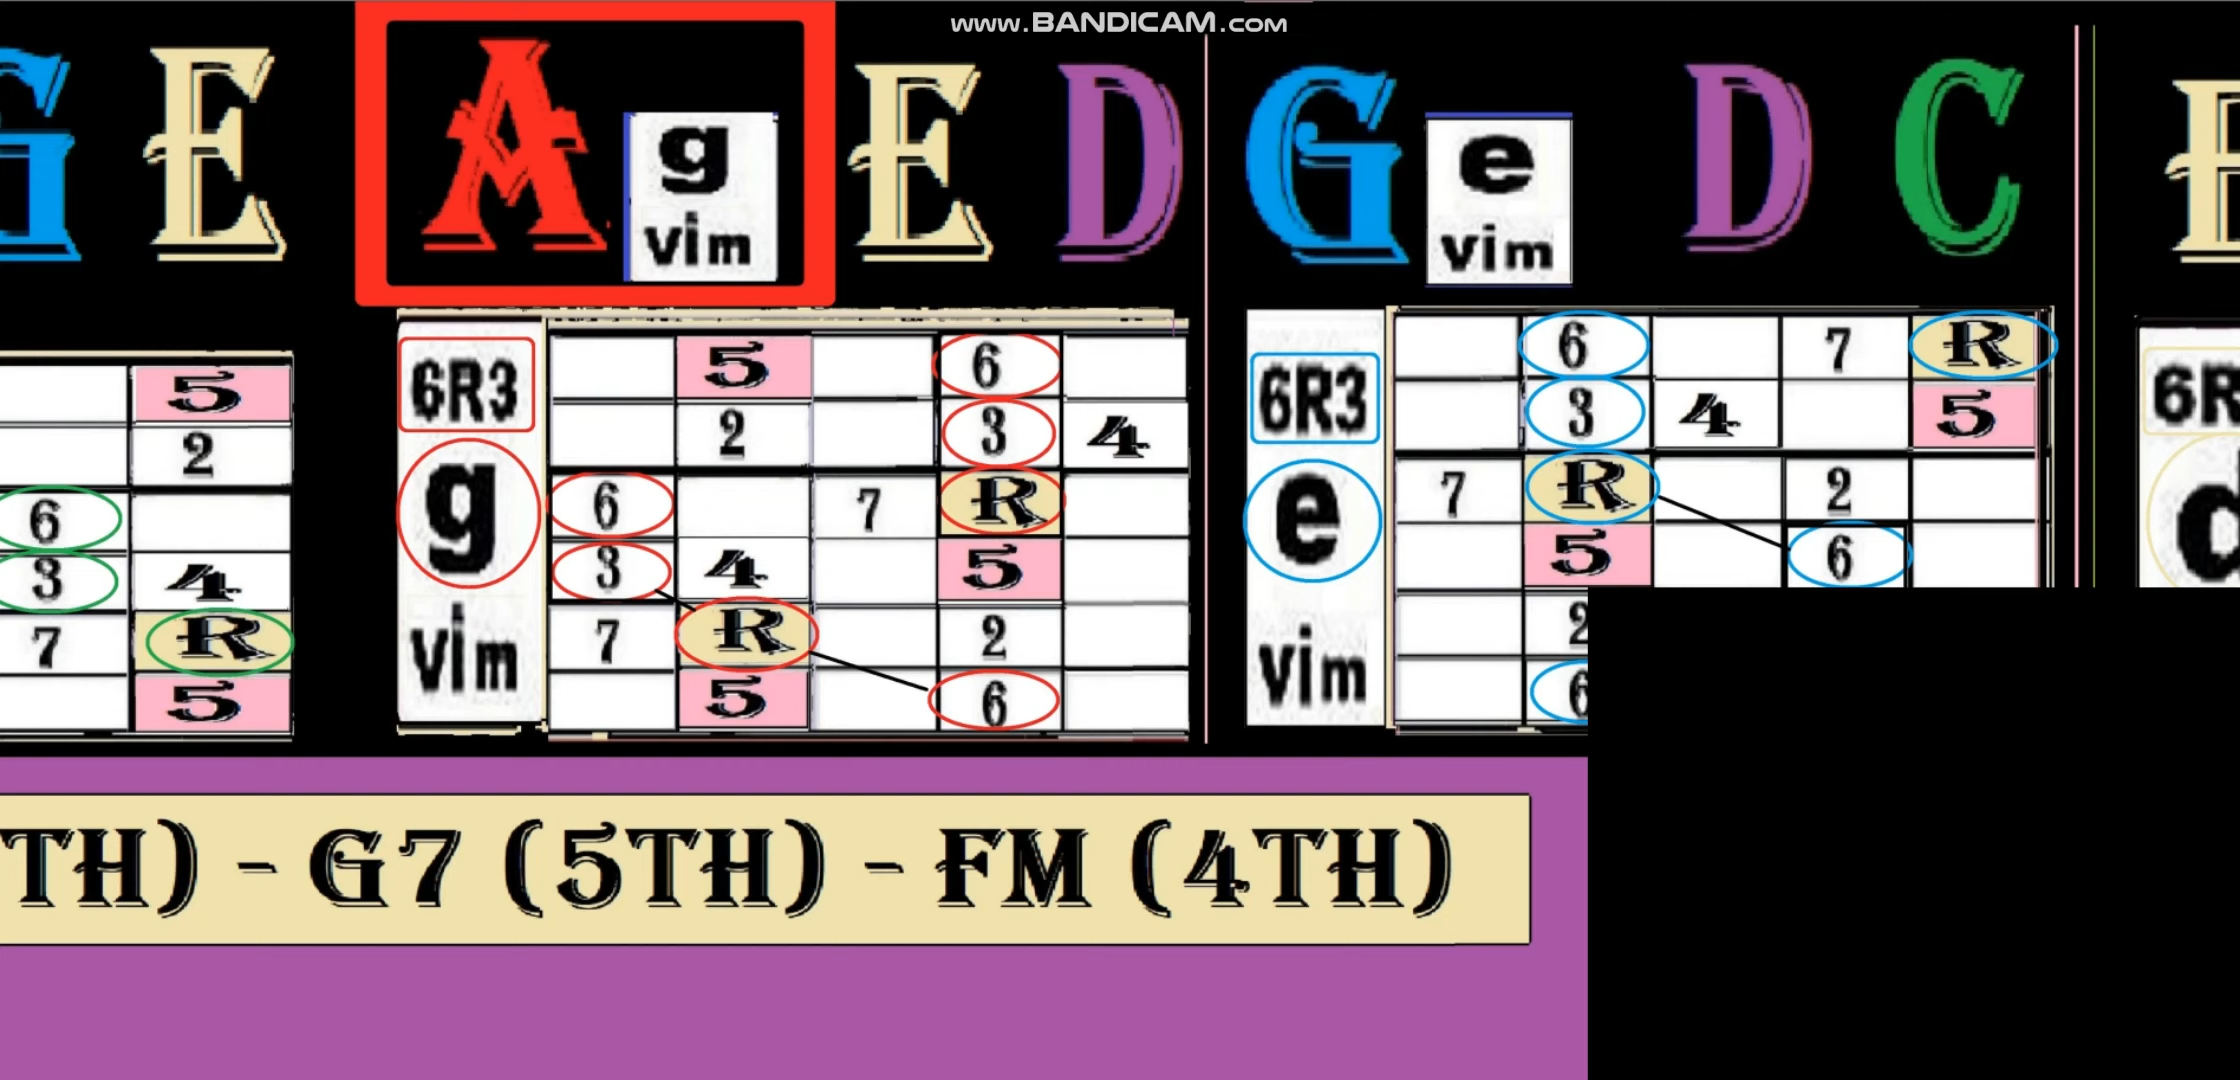 www.BANDICAM.com
G E A g vim E D G e vim D C
6R3 5 6 6R3 6 7 R
5 2 3 4 3 4 5
2 g 6 7 R e 7 R 2
6 3 4 5 5 6
3 4 vim 7 R 2 vim 2
7 R 5 6 6
5
TH) - G7 (5TH) - FM (4TH)